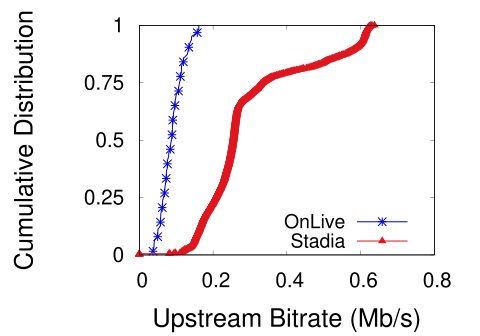 Cumulative Distribution
1
0.75
0.5
0.25
0
OnLive
Stadia
0 0.2 0.4 0.6 0.8
Upstream Bitrate (Mb/s)